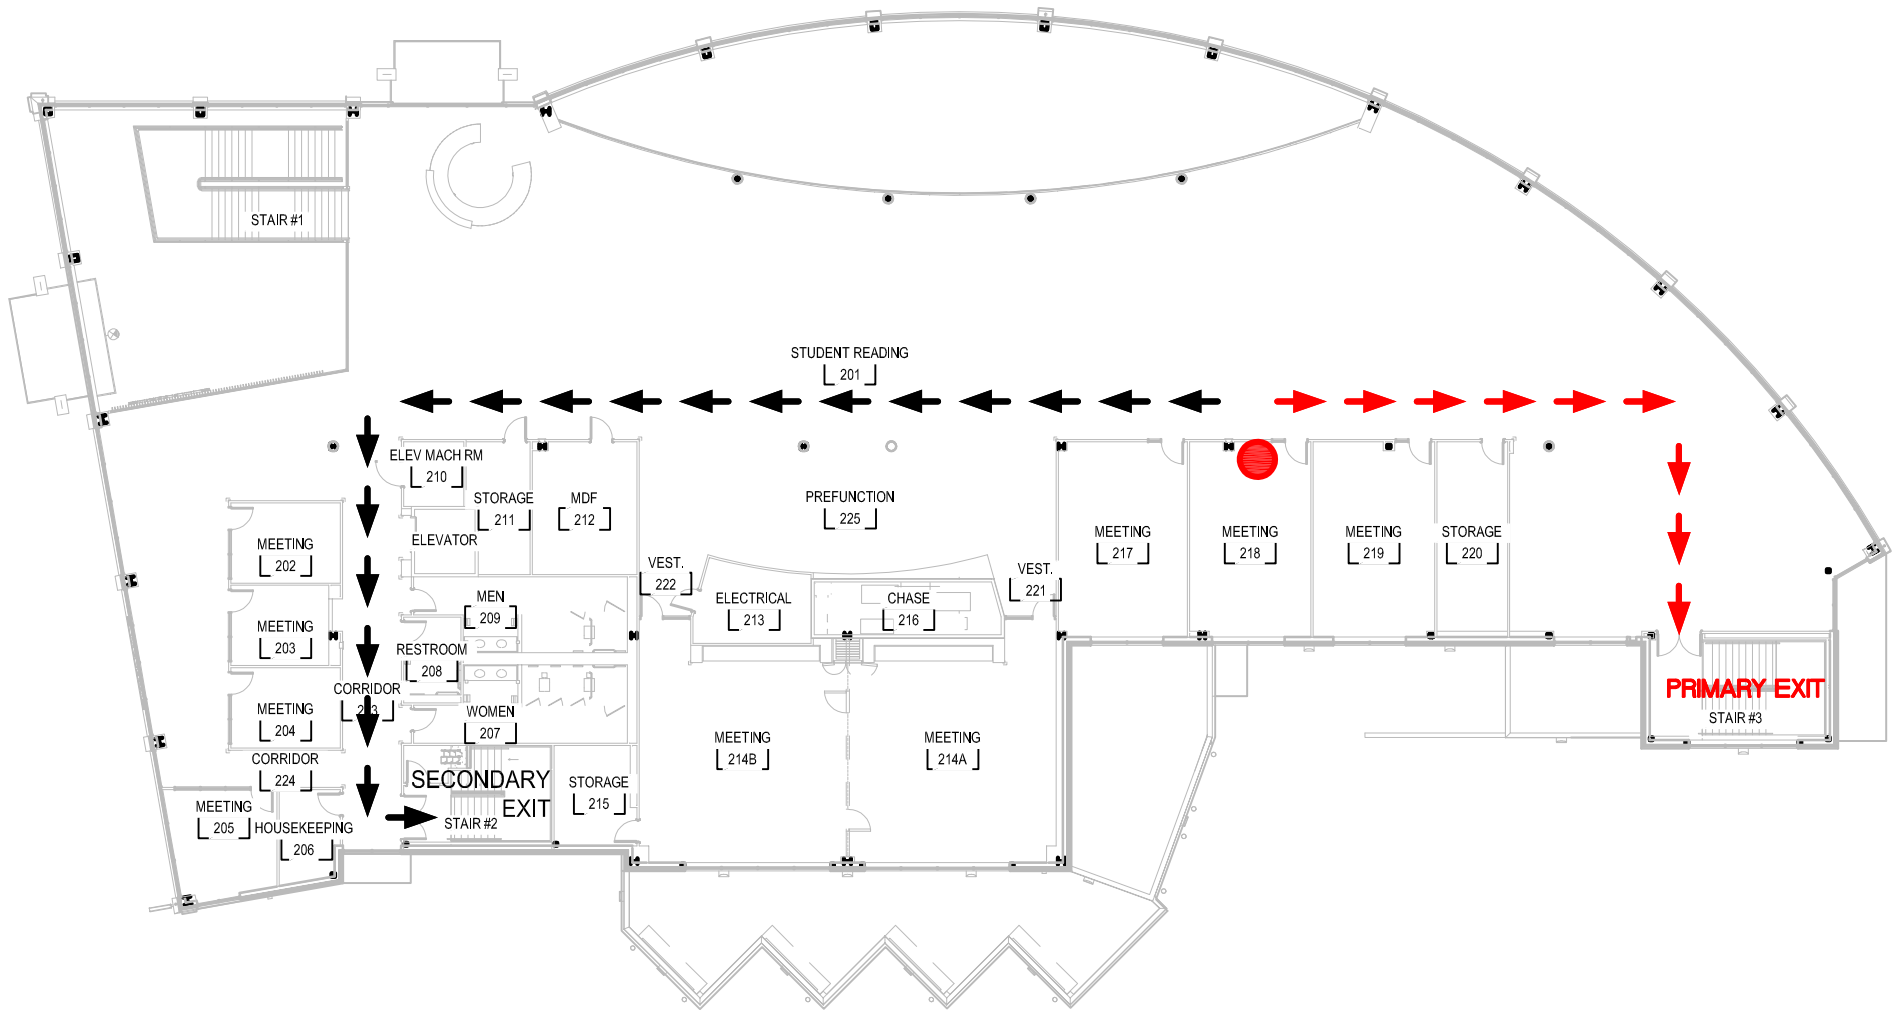 STAIR #1
STUDENT READING
201
ELEV MACH RM
210
STORAGE
211
MDF
212
PREFUNCTION
225
ELEVATOR
MEETING
202
MEETING
217
MEETING
218
MEETING
219
STORAGE
220
VEST.
222
VEST.
221
MEN
209
ELECTRICAL
213
CHASE
216
MEETING
203
RESTROOM
208
CORRIDOR
MEETING
204
WOMEN
207
MEETING
214B
MEETING
214A
PRIMARY EXIT
STAIR #3
CORRIDOR
224
SECONDARY
EXIT
STAIR #2
STORAGE
215
MEETING
205
HOUSEKEEPING
206